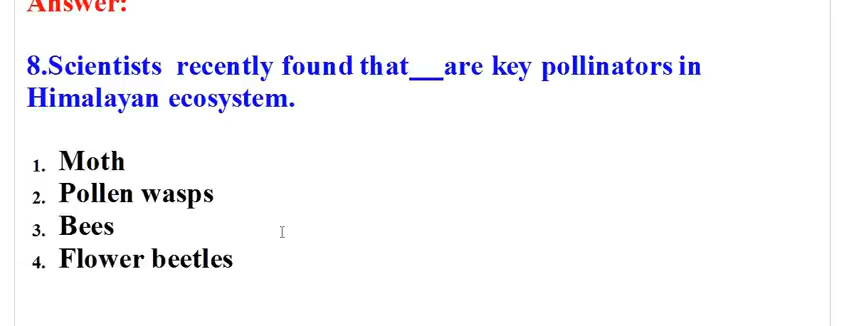 Answer:
8.Scientists recently found that__are key pollinators in
Himalayan ecosystem.
1. Moth
2. Pollen wasps
3. Bees
4. Flower beetles